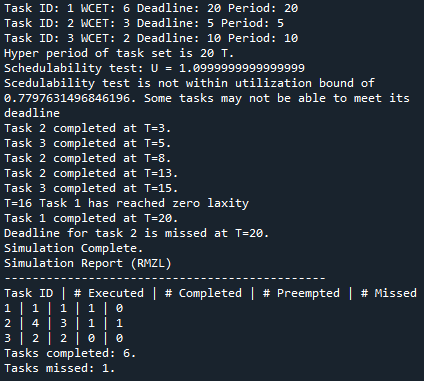 Task ID: 1 WCET: 6 Deadline: 20 Period: 20
Task ID: 2 WCET: 3 Deadline: 5 Period: 5
Task ID: 3 WCET: 2 Deadline: 10 Period: 10
Hyper period of task set is 20 T.
Schedulability test: U = 1.0999999999999999
Scedulability test is not within utilization bound of
0.7797631496846196. Some tasks may not be able to meet its
deadline
Task 2 completed at T=3.
Task 3 completed at T=5.
Task 2 completed at T=8.
Task 2 completed at T=13.
Task 3 completed at T=15.
T=16 Task 1 has reached zero laxity
Task 1 completed at T=20.
Deadline for task 2 is missed at T=20.
Simulation Complete.
Simulation Report (RMZL)
---------------------------------------------
Task ID | # Executed | # Completed | # Preempted | # Missed
1 | 1 | 1 | 1 | 0
2 | 4 | 3 | 1 | 1
3 | 2 | 2 | 0 | 0
Tasks completed: 6.
Tasks missed: 1.